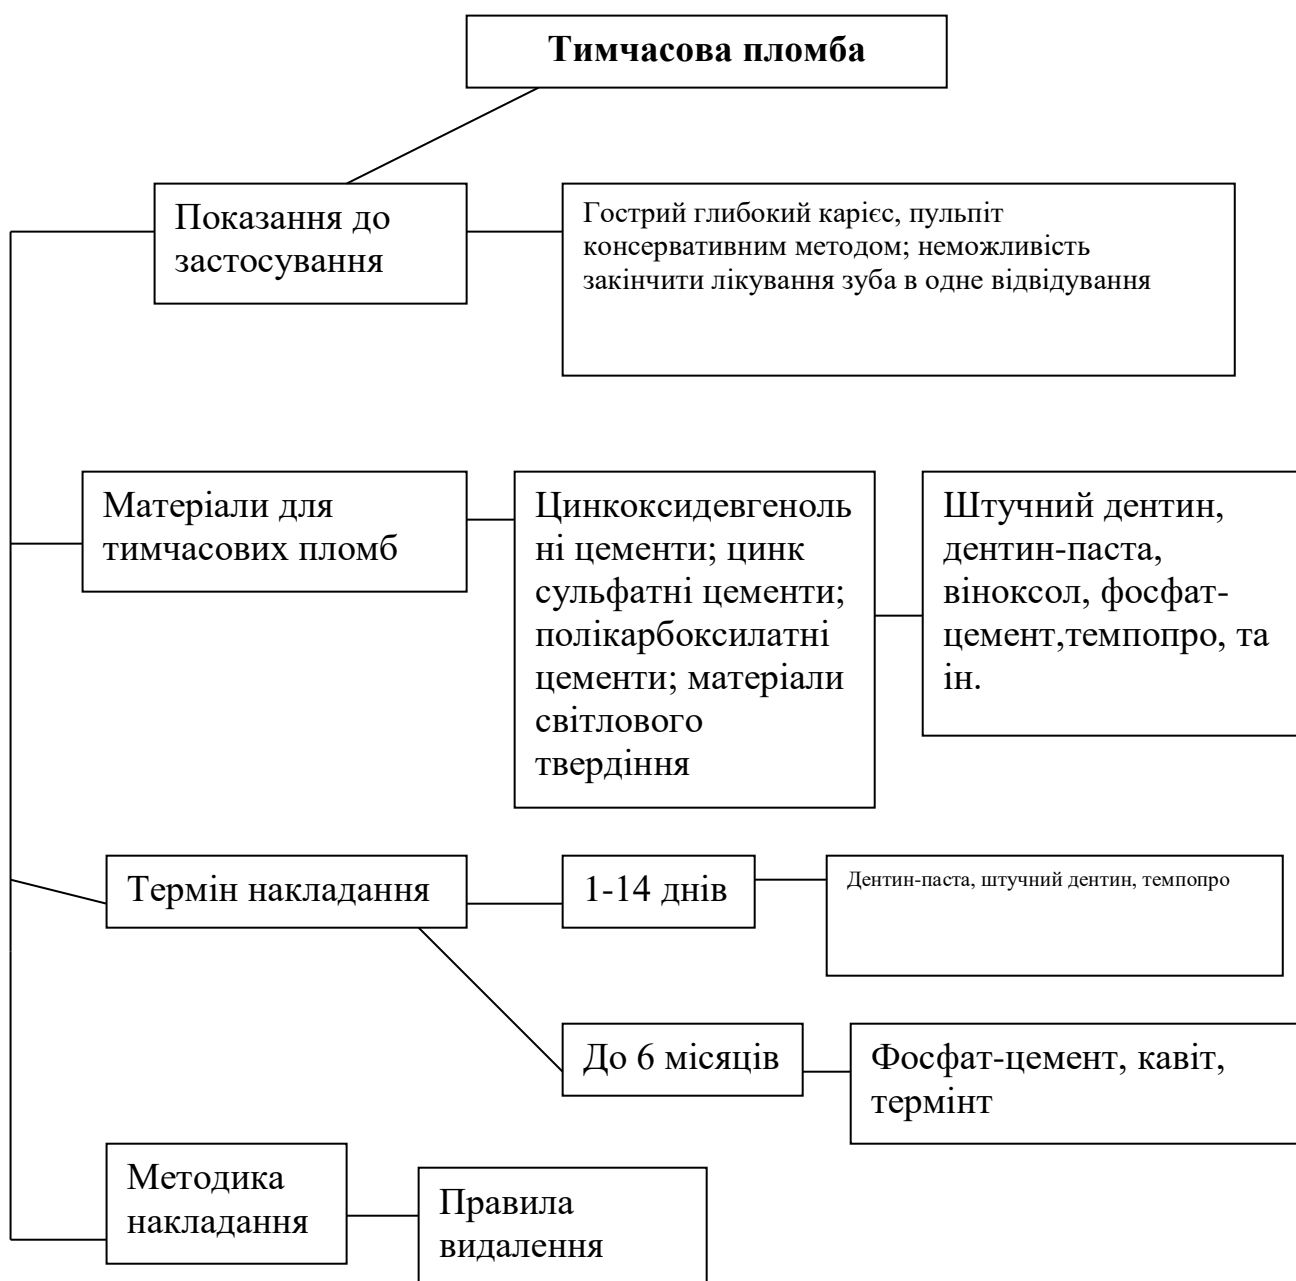 Тимчасова пломба
Показання до
застосування
Гострий глибокий карієс, пульпіт
консервативним методом; неможливість
закінчити лікування зуба в одне відвідування
Матеріали для
тимчасових пломб
Цинкоксидевгеноль
ні цементи; цинк
сульфатні цементи;
полікарбоксилатні
цементи; матеріали
світлового
твердіння
Штучний дентин,
дентин-паста,
віноксол, фосфат-
цемент,темпопро, та
ін.
Термін накладання
1-14 днів
Дентин-паста, штучний дентин, темпопро
До 6 місяців
Фосфат-цемент, кавіт,
термінт
Методика
накладання
Правила
видалення